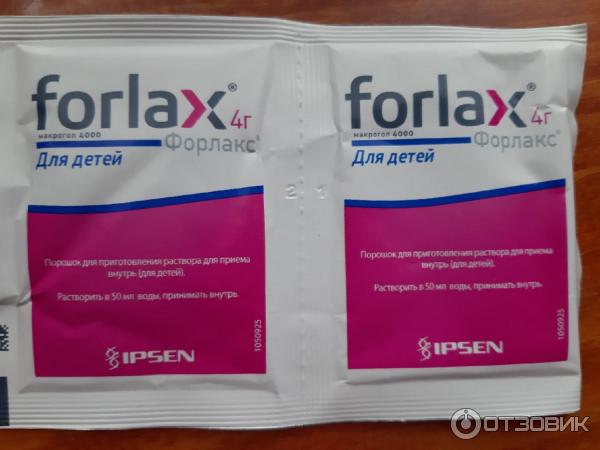 forlax®
4г
макрогол 4000
Форлакс®
Для детей
Порошок для приготовления раствора для приема
внутрь (для детей).
Растворить в 50 мл воды, принимать внутрь.
IPSEN
1050925
2 1
forlax®
4г
макрогол 4000
Форлакс®
Для детей
Порошок для приготовления раствора для приема
внутрь (для детей).
Растворить в 50 мл воды, принимать внутрь.
IPSEN
1050925
ОТЗОВИК